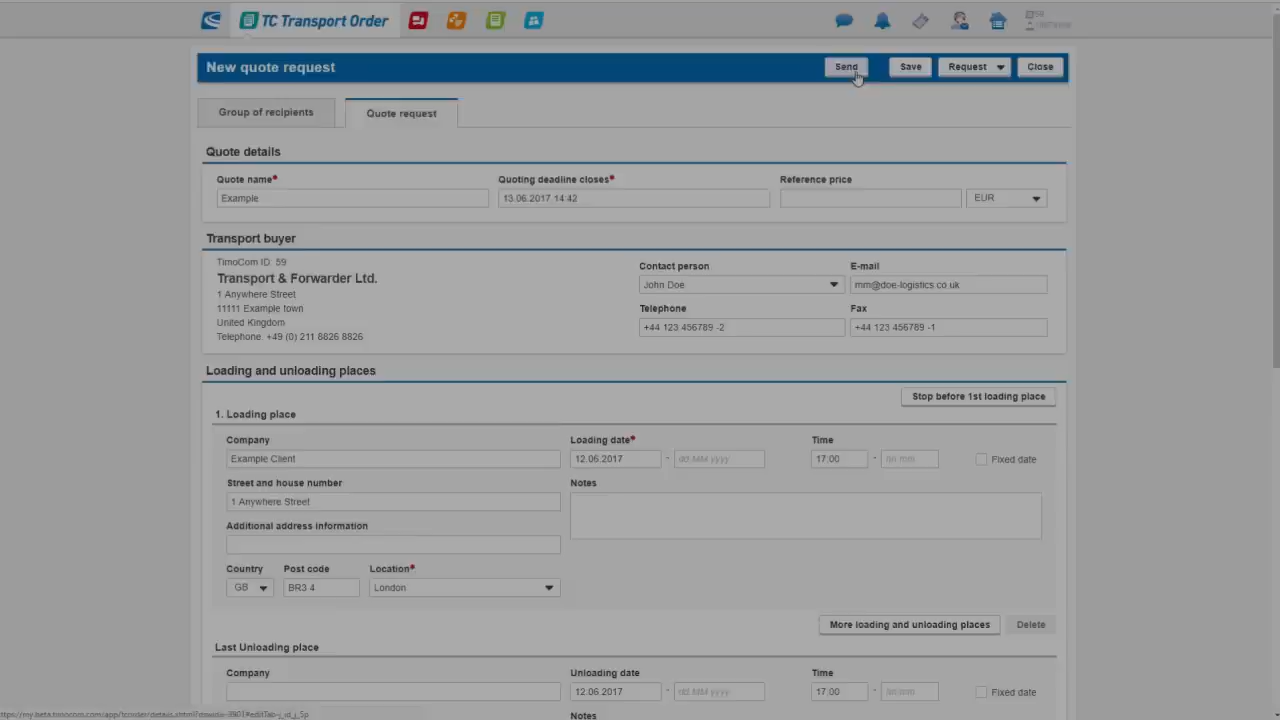 TC Transport Order
59
New quote request
Send
Save
Request
Close
Group of recipients
Quote request
Quote details
Quote name*
Quoting deadline closes*
Reference price
Example
13.06.2017 14:42
EUR
Transport buyer
TimoCom ID: 59
Transport & Forwarder Ltd.
1 Anywhere Street
11111 Example town
United Kingdom
Telephone: +49 (0) 211 8826 8826
Contact person
E-mail
John Doe
mm@doe-logistics.co.uk
Telephone
Fax
+44 123 456789 -2
+44 123 456789 -1
Loading and unloading places
Stop before 1st loading place
1. Loading place
Company
Loading date*
Time
Example Client
12.06.2017
-
dd.MM.yyyy
17:00
-
hh:mm
Fixed date
Street and house number
Notes
1 Anywhere Street
Additional address information
Country
Post code
Location*
GB
BR3 4
London
More loading and unloading places
Delete
Last Unloading place
Company
Unloading date
Time
12.06.2017
-
dd.MM.yyyy
17:00
-
hh:mm
Fixed date
Notes